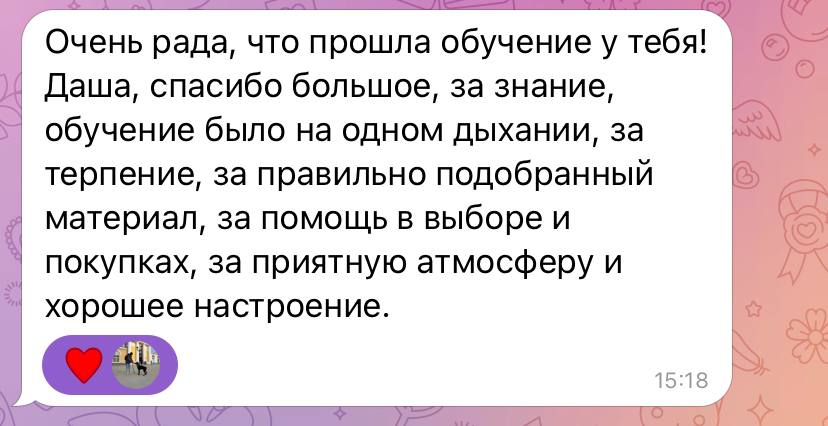 Очень рада, что прошла обучение у тебя!
Даша, спасибо большое, за знание,
обучение было на одном дыхании, за
терпение, за правильно подобранный
материал, за помощь в выборе и
покупках, за приятную атмосферу и
хорошее настроение.
15:18